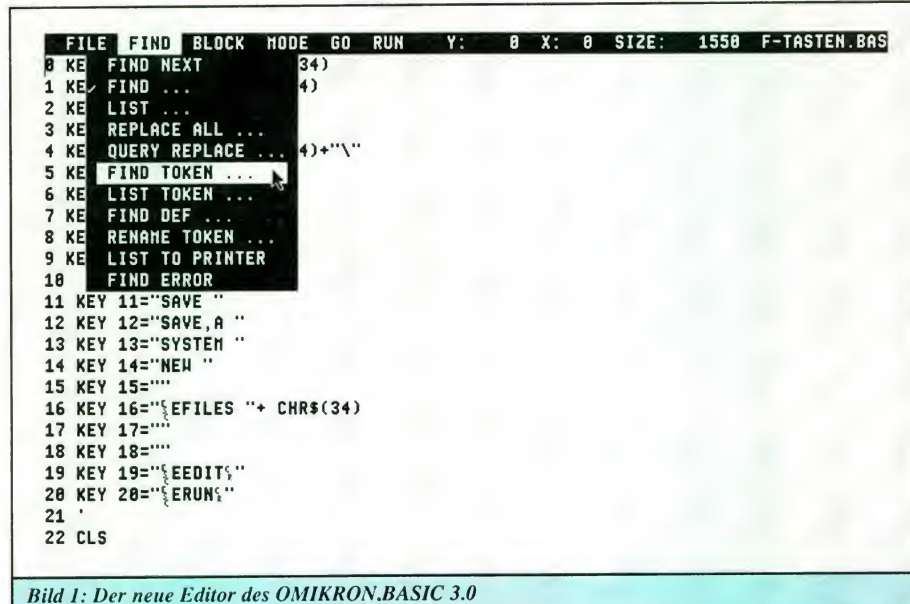 FILE FIND BLOCK MODE GO RUN Y: 0 X: 0 SIZE: 1550 F-TASTEN.BAS
0 KE FIND NEXT 34)
1 KE✓ FIND ... 4)
2 KE LIST ...
3 KE REPLACE ALL ...
4 KE QUERY REPLACE ... 4)+"\"
5 KE FIND TOKEN ...
6 KE LIST TOKEN ...
7 KE FIND DEF ...
8 KE RENAME TOKEN ...
9 KE LIST TO PRINTER
10 FIND ERROR
11 KEY 11="SAVE "
12 KEY 12="SAVE,A "
13 KEY 13="SYSTEM "
14 KEY 14="NEW "
15 KEY 15=""
16 KEY 16="EFILES "+ CHR$(34)
17 KEY 17=""
18 KEY 18=""
19 KEY 19="EEDIT"
20 KEY 20="ERUN"
21 '
22 CLS
Bild 1: Der neue Editor des OMIKRON.BASIC 3.0